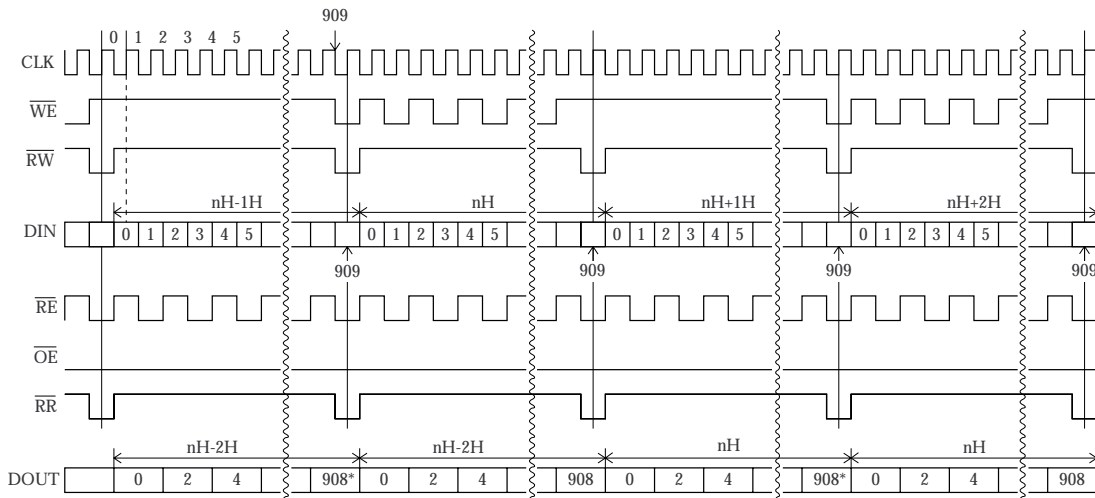 909
0 1 2 3 4 5
CLK
WE
RW
nH-1H nH nH+1H nH+2H
DIN 0 1 2 3 4 5 0 1 2 3 4 5 0 1 2 3 4 5 0 1 2 3 4 5
909 909 909 909
RE
OE
RR
nH-2H nH-2H nH nH
DOUT 0 2 4 908* 0 2 4 908 0 2 4 908* 0 2 4 908